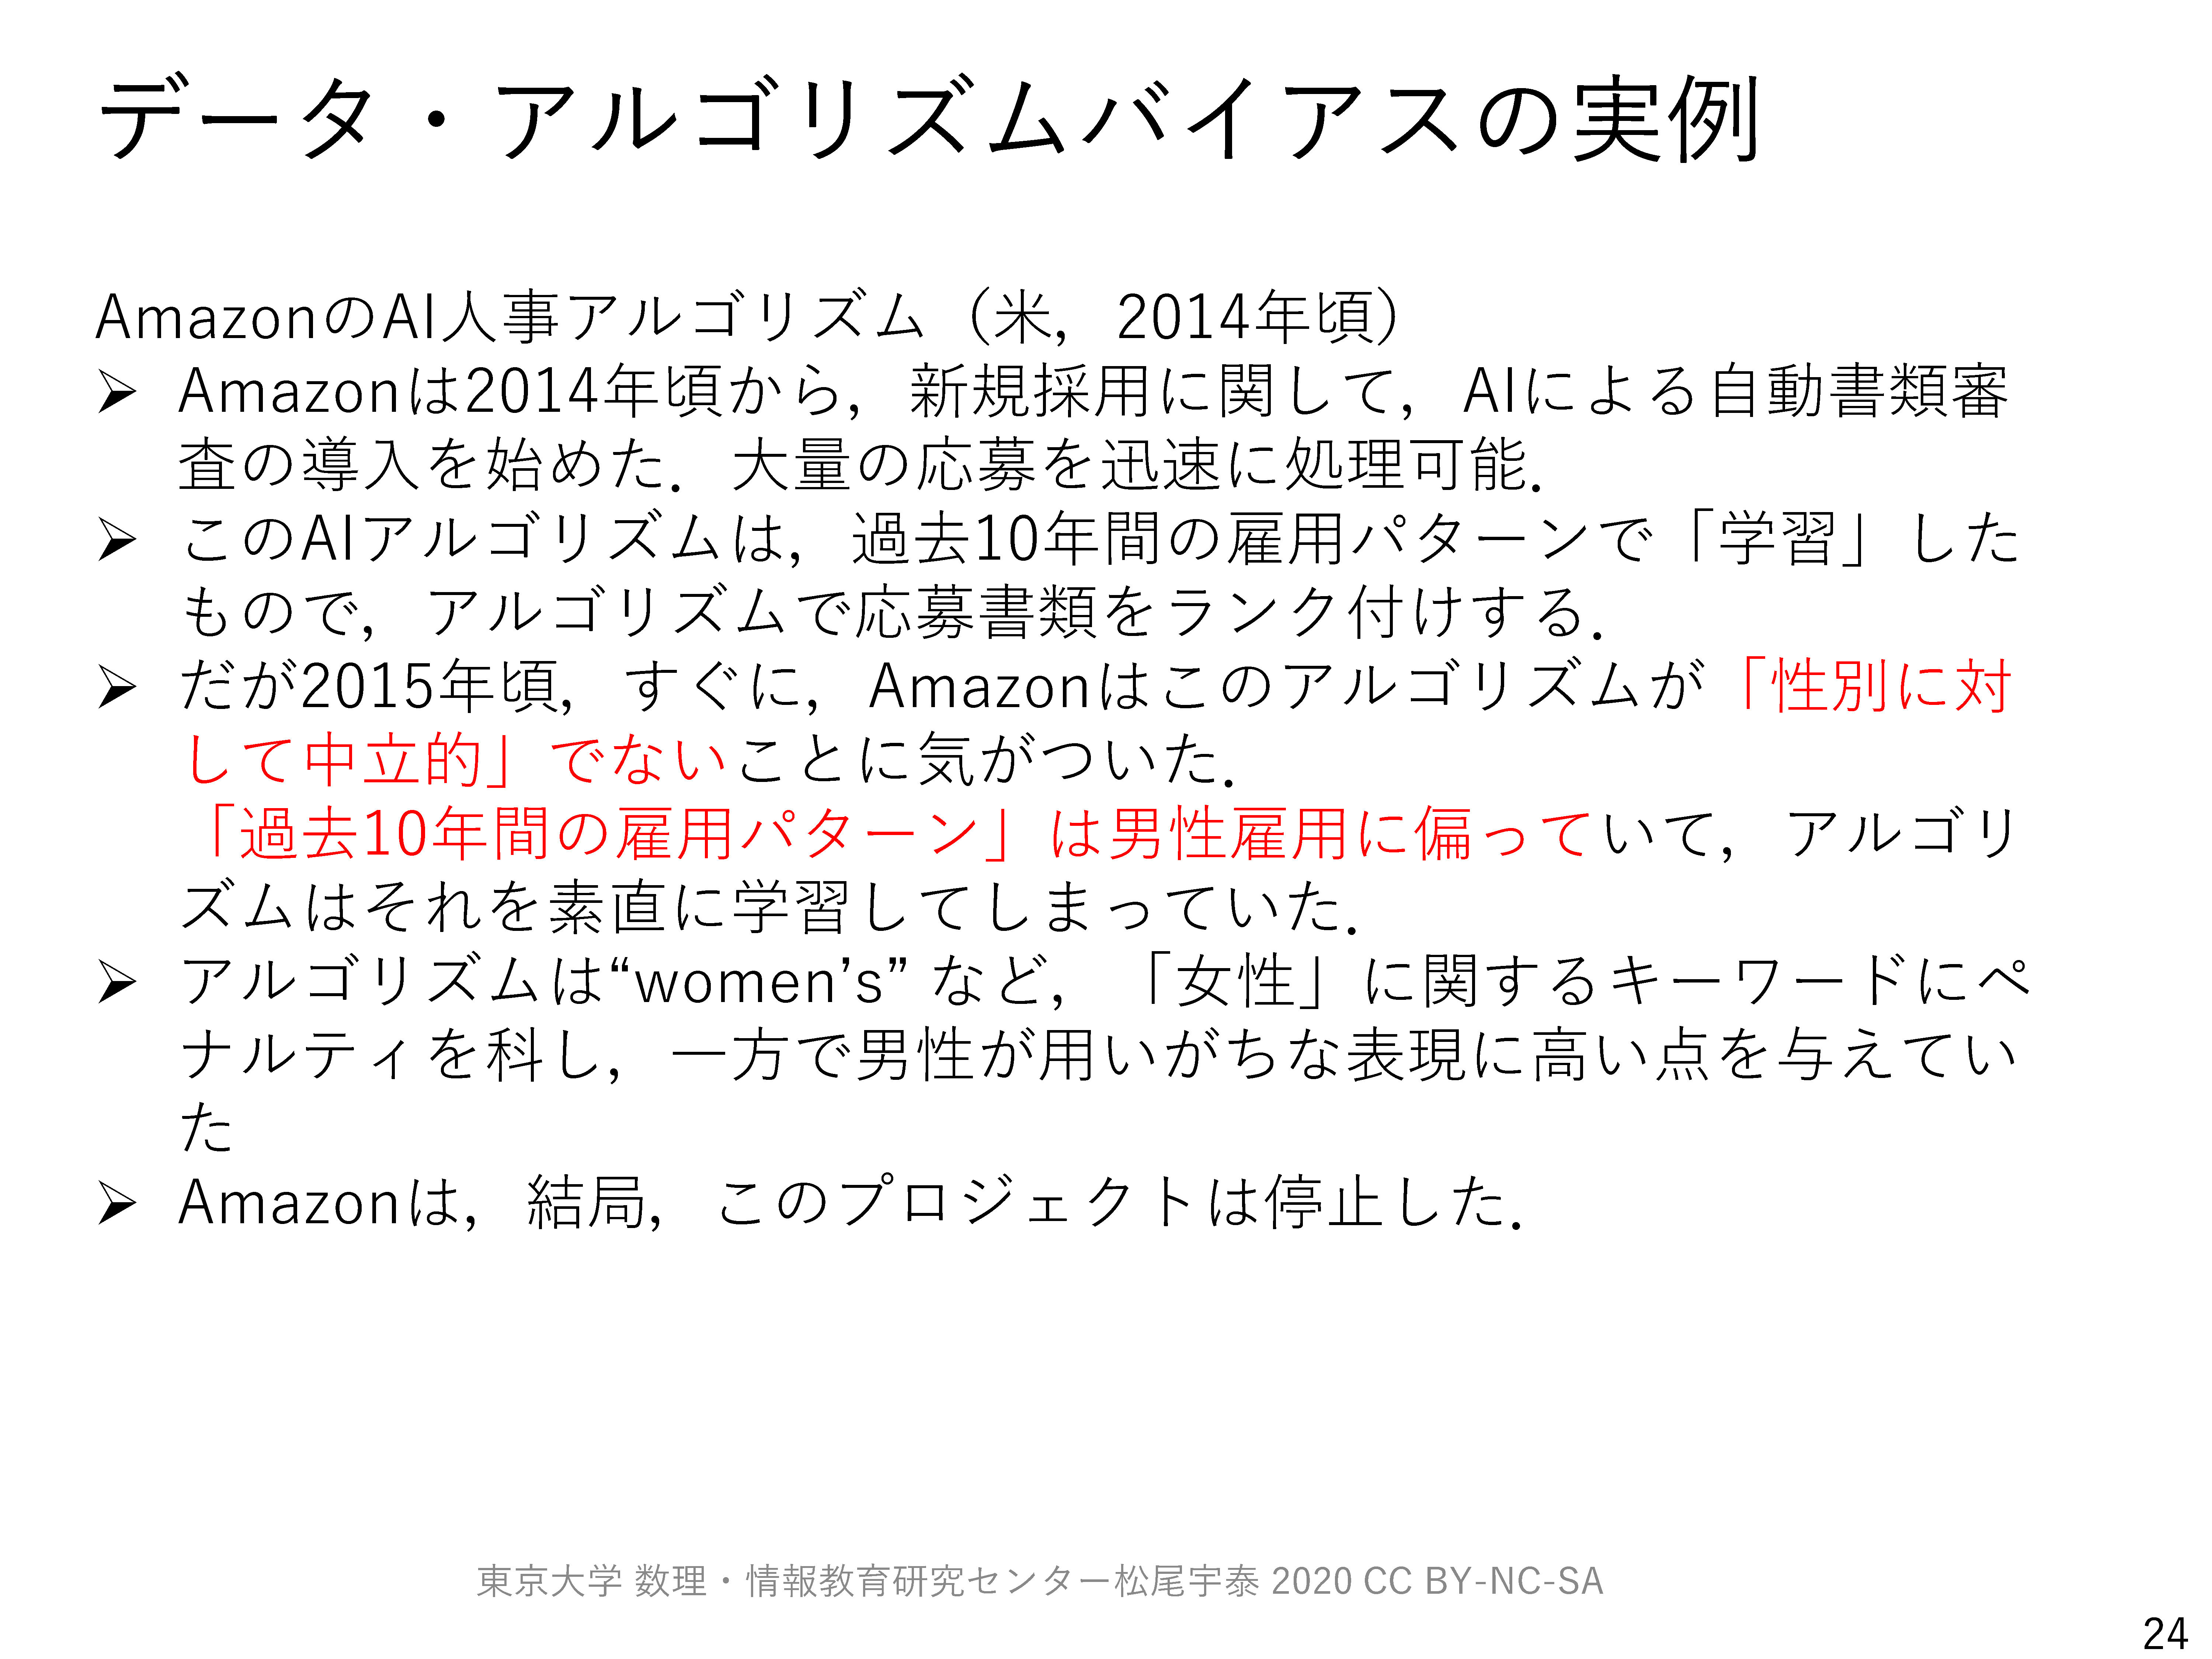 データ・アルゴリズムバイアスの実例
AmazonのAI人事アルゴリズム（米，2014年頃）
➢ Amazonは2014年頃から，新規採用に関して，AIによる自動書類審
査の導入を始めた．大量の応募を迅速に処理可能．
➢ このAIアルゴリズムは，過去10年間の雇用パターンで「学習」した
もので，アルゴリズムで応募書類をランク付けする．
➢ だが2015年頃，すぐに，Amazonはこのアルゴリズムが「性別に対
して中立的」でないことに気がついた．
「過去10年間の雇用パターン」は男性雇用に偏っていて，アルゴリ
ズムはそれを素直に学習してしまっていた．
➢ アルゴリズムは“women’s” など，「女性」に関するキーワードにペ
ナルティを科し，一方で男性が用いがちな表現に高い点を与えてい
た
➢ Amazonは，結局，このプロジェクトは停止した．
東京大学 数理・情報教育研究センター松尾宇泰 2020 CC BY-NC-SA
24